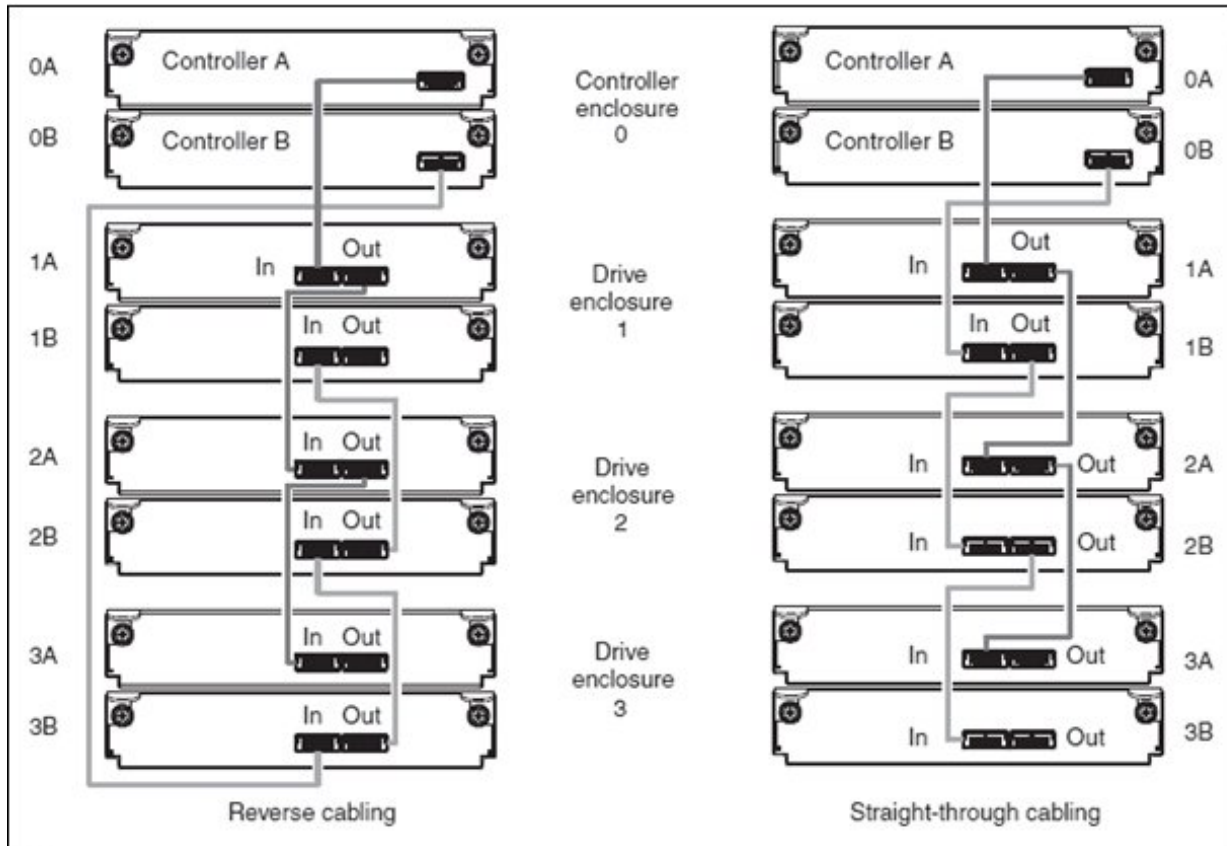 0A
Controller A
0B
Controller B
1A
In
Out
1B
In Out
2A
In Out
2B
In Out
3A
In Out
3B
In Out
Reverse cabling
Controller
enclosure
0
Drive
enclosure
1
Drive
enclosure
2
Drive
enclosure
3
Controller A
0A
Controller B
0B
Out
In
1A
In Out
1B
In
Out
2A
In
Out
2B
In
Out
3A
In
Out
3B
Straight-through cabling